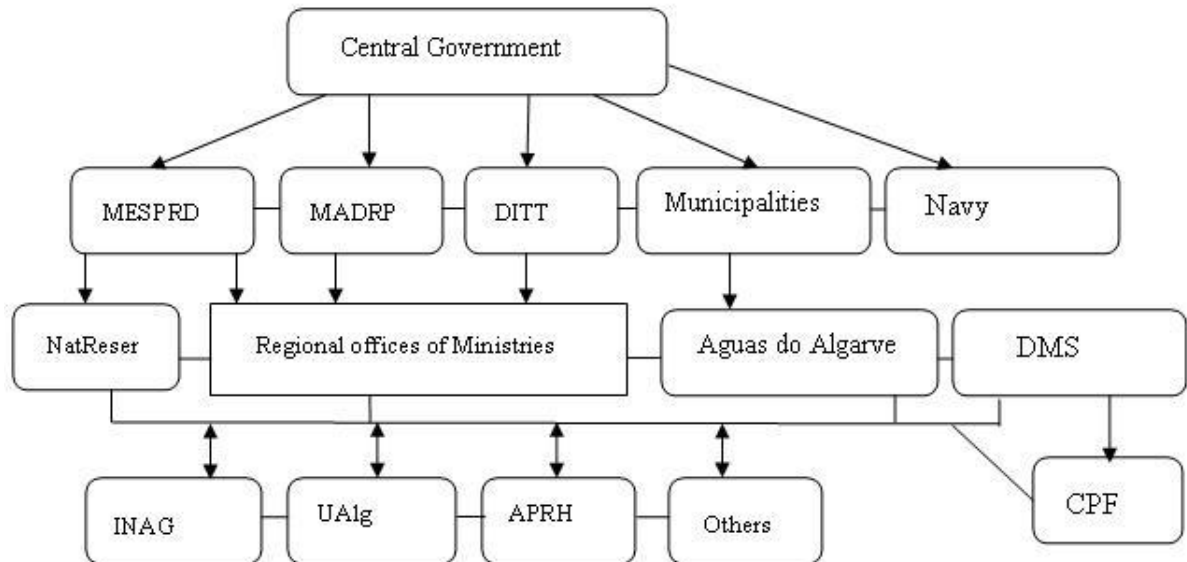 Central Government
MESPRD
MADRP
DITT
Municipalities
Navy
NatReser
Regional offices of Ministries
Aguas do Algarve
DMS
INAG
UAlg
APRH
Others
CPF